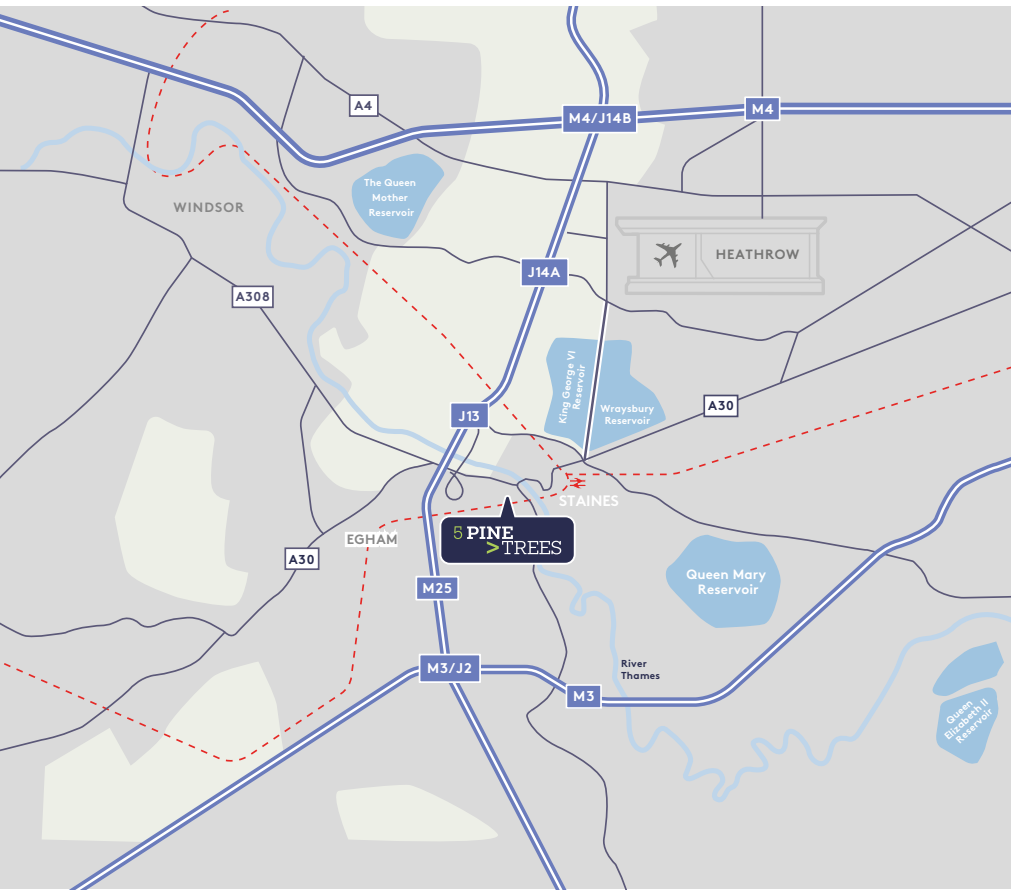 A4
M4/J14B
M4
The Queen
Mother
Reservoir
WINDSOR
HEATHROW
J14A
A308
King George VI
Reservoir
Wraysbury
Reservoir
A30
J13
STAINES
5 PINE
>TREES
EGHAM
A30
M25
Queen Mary
Reservoir
M3/J2
River
Thames
M3
Queen
Elizabeth II
Reservoir